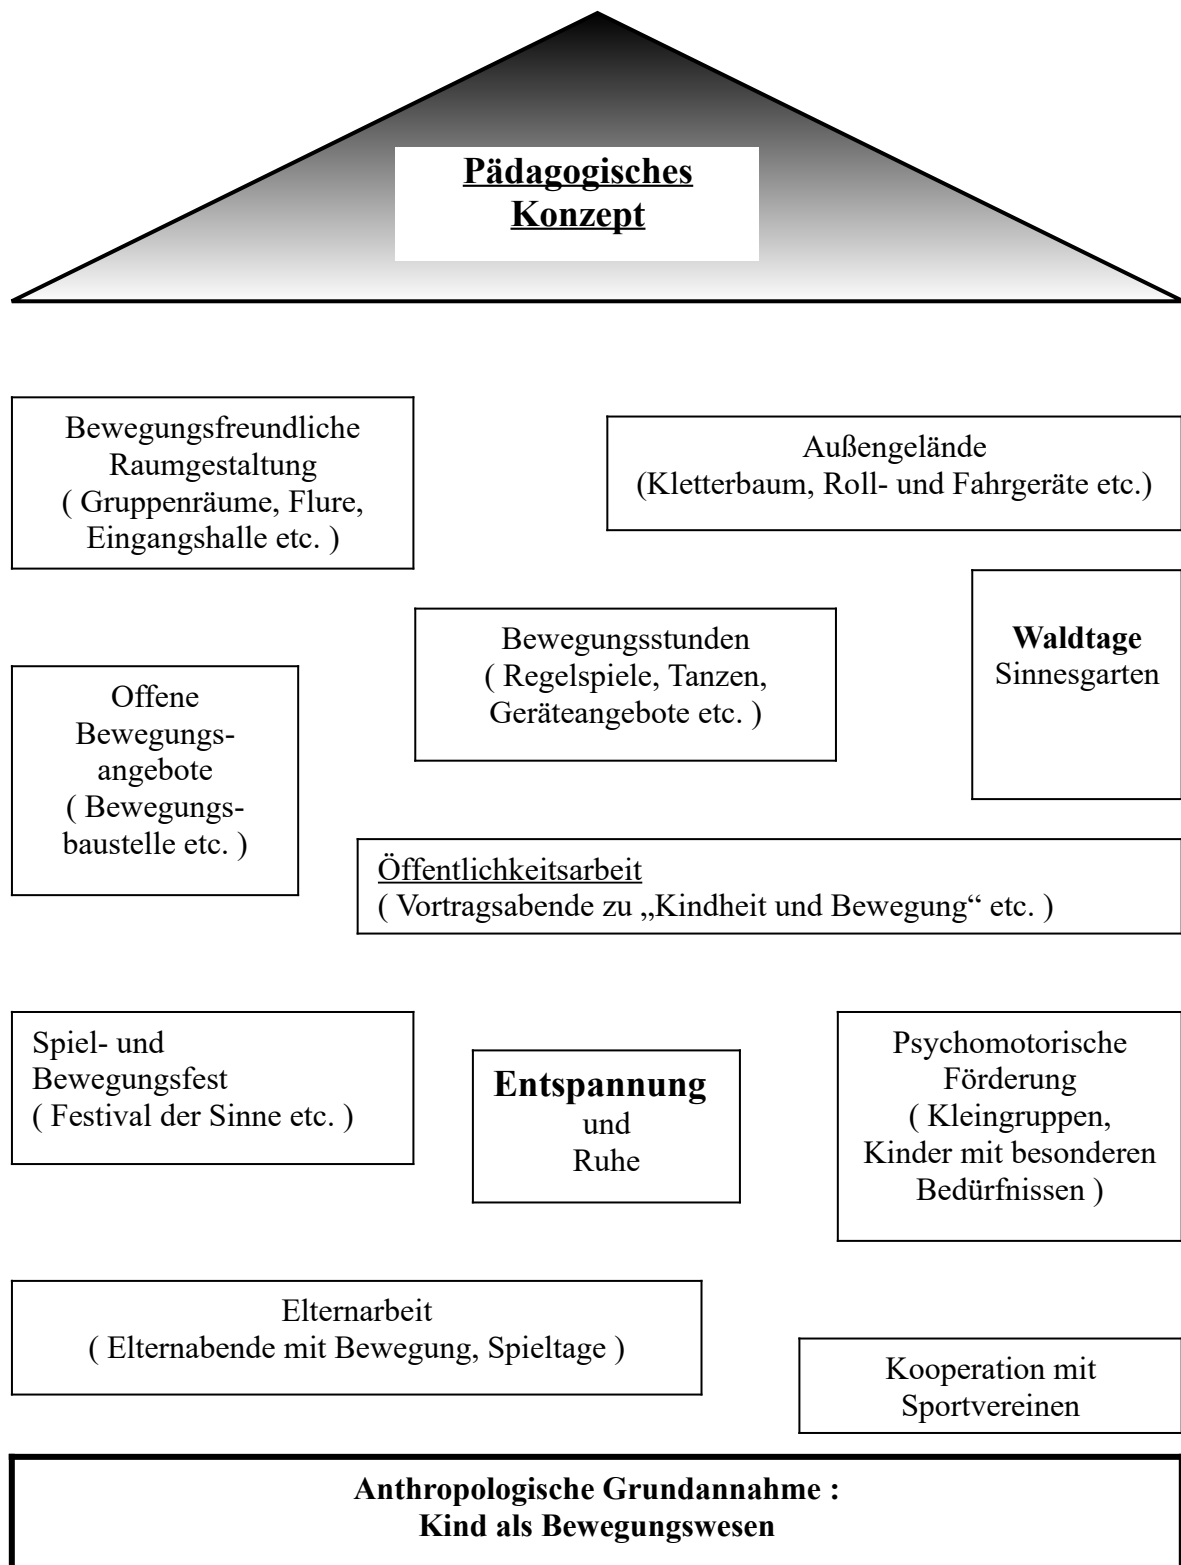 Pädagogisches
Konzept
Bewegungsfreundliche
Raumgestaltung
( Gruppenräume, Flure,
Eingangshalle etc. )
Außengelände
(Kletterbaum, Roll- und Fahrgeräte etc.)
Bewegungsstunden
( Regelspiele, Tanzen,
Geräteangebote etc. )
Waldtage
Sinnesgarten
Offene
Bewegungs-
angebote
( Bewegungs-
baustelle etc. )
Öffentlichkeitsarbeit
( Vortragsabende zu „Kindheit und Bewegung“ etc. )
Spiel- und
Bewegungsfest
( Festival der Sinne etc. )
Entspannung
und
Ruhe
Psychomotorische
Förderung
( Kleingruppen,
Kinder mit besonderen
Bedürfnissen )
Elternarbeit
( Elternabende mit Bewegung, Spieltage )
Kooperation mit
Sportvereinen
Anthropologische Grundannahme :
Kind als Bewegungswesen